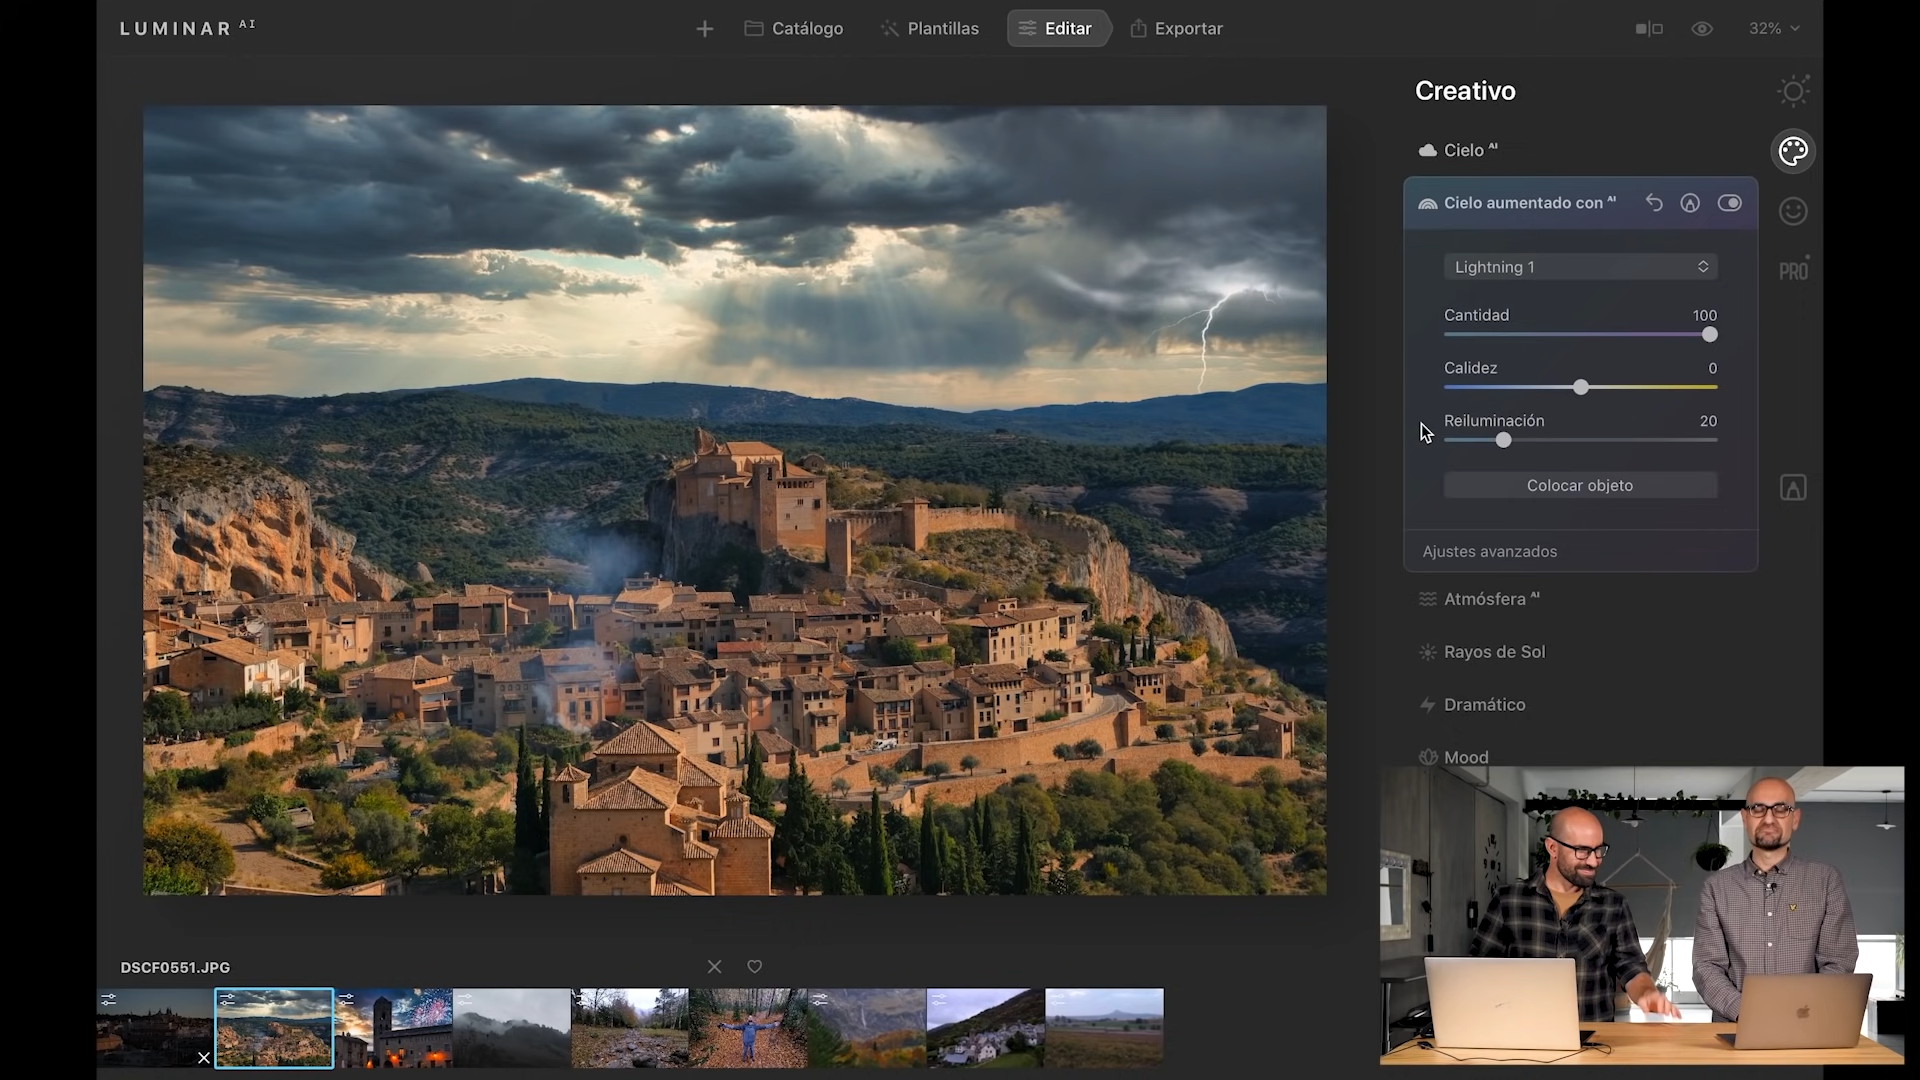 LUMINAR AI
Catálogo
Plantillas
Editar
Exportar
32%
Creativo
Cielo AI
Cielo aumentado con AI
Lightning 1
Cantidad 100
Calidez 0
Reiluminación 20
Colocar objeto
Ajustes avanzados
Atmósfera AI
Rayos de Sol
Dramático
Mood
PRO
DSCF0551.JPG